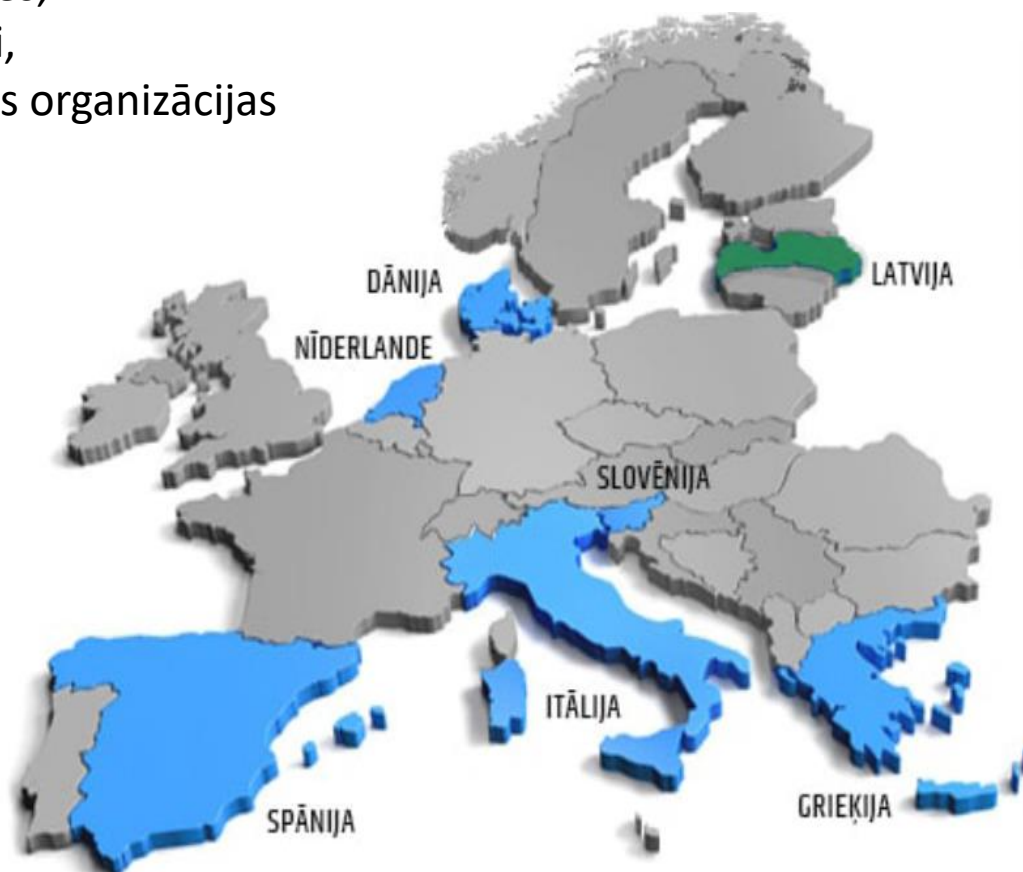 i,
s organizācijas
DĀNIJA
LATVIJA
NĪDERLANDE
SLOVĒNIJA
ITĀLIJA
SPĀNIJA
GRIEĶIJA